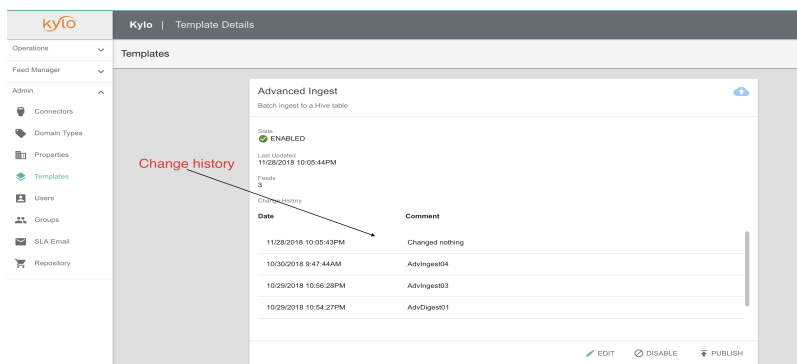 kylo
Kylo | Template Details
Operations
Templates
Feed Manager
Admin
Connectors
Domain Types
Properties
Templates
Users
Groups
SLA Email
Repository
Advanced Ingest
Batch ingest to a Hive table
State
ENABLED
Last Updated
11/28/2018 10:05:44PM
Feeds
3
Change history
Change History
Date Comment
11/28/2018 10:05:43PM Changed nothing
10/30/2018 9:47:44AM AdvIngest04
10/29/2018 10:56:28PM AdvIngest03
10/29/2018 10:54:27PM AdvDigest01
EDIT DISABLE PUBLISH